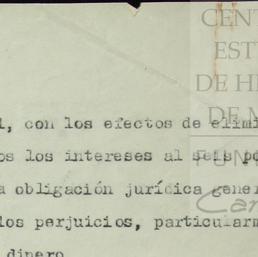 CENT
EST
DE H
DE M
l, con los efectos de elimi
os los intereses al seis po
FUN
a obligación jurídica gener
los perjuicios, particularm
dinero